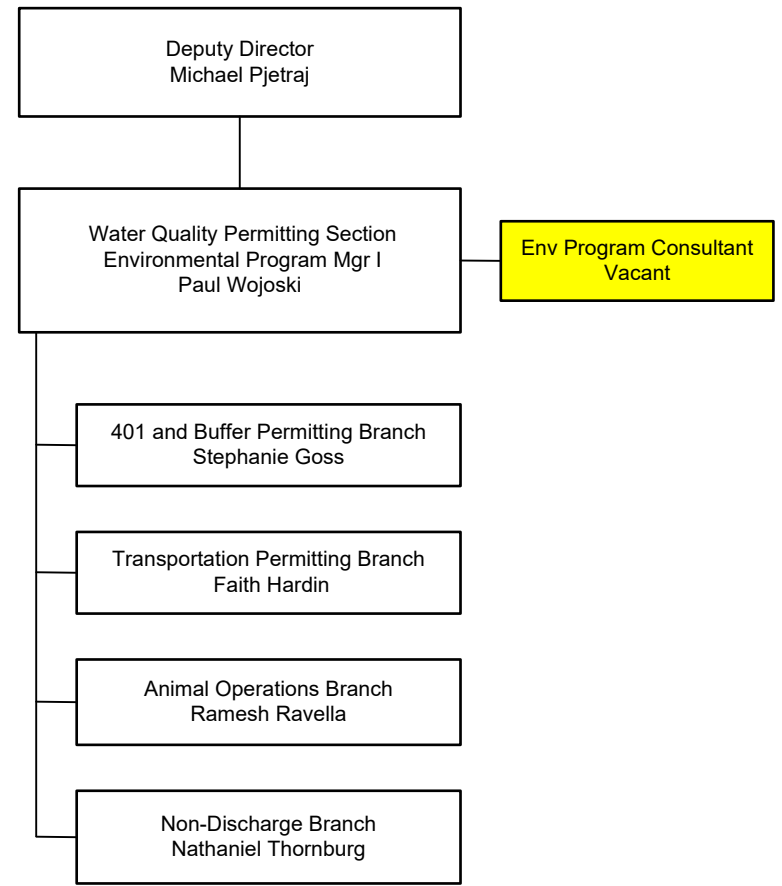 Deputy Director
Michael Pjetraj
Water Quality Permitting Section
Environmental Program Mgr I
Paul Wojoski
Env Program Consultant
Vacant
401 and Buffer Permitting Branch
Stephanie Goss
Transportation Permitting Branch
Faith Hardin
Animal Operations Branch
Ramesh Ravella
Non-Discharge Branch
Nathaniel Thornburg